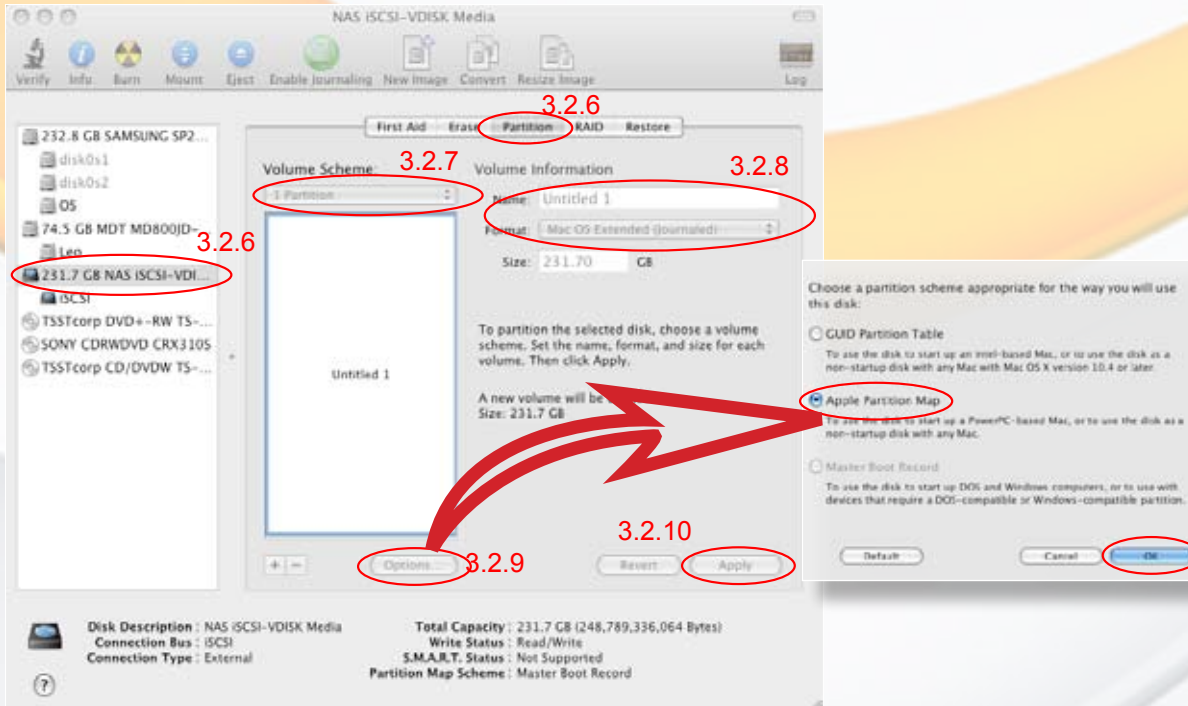 NAS iSCSI-VDISK Media
Verify Info Burn Mount Eject Enable Journaling New Image Convert Resize Image Log
3.2.6
First Aid Erase Partition RAID Restore
232.8 GB SAMSUNG SP2...
disk0s1
disk0s2
OS
74.5 GB MDT MD800JD-...
Leo
3.2.6
231.7 GB NAS iSCSI-VDI...
iSCSI
TSSTcorp DVD+-RW TS-...
SONY CDRWDVD CRX310S
TSSTcorp CD/DVDW TS-...
Volume Scheme:
3.2.7
1 Partition
Untitled 1
+ -
Options...
3.2.9
Volume Information
3.2.8
Name: Untitled 1
Format: Mac OS Extended (Journaled)
Size: 231.70 GB
To partition the selected disk, choose a volume
scheme. Set the name, format, and size for each
volume. Then click Apply.
A new volume will be
Size: 231.7 GB
3.2.10
Revert Apply
Disk Description : NAS iSCSI-VDISK Media
Connection Bus : iSCSI
Connection Type : External
Total Capacity : 231.7 GB (248,789,336,064 Bytes)
Write Status : Read/Write
S.M.A.R.T. Status : Not Supported
Partition Map Scheme : Master Boot Record
?
Choose a partition scheme appropriate for the way you will use
this disk:
GUID Partition Table
To use the disk to start up an Intel-based Mac, or to use the disk as a
non-startup disk with any Mac with Mac OS X version 10.4 or later.
Apple Partition Map
To use the disk to start up a PowerPC-based Mac, or to use the disk as a
non-startup disk with any Mac.
Master Boot Record
To use the disk to start up DOS and Windows computers, or to use with
devices that require a DOS-compatible or Windows-compatible partition.
Default Cancel OK